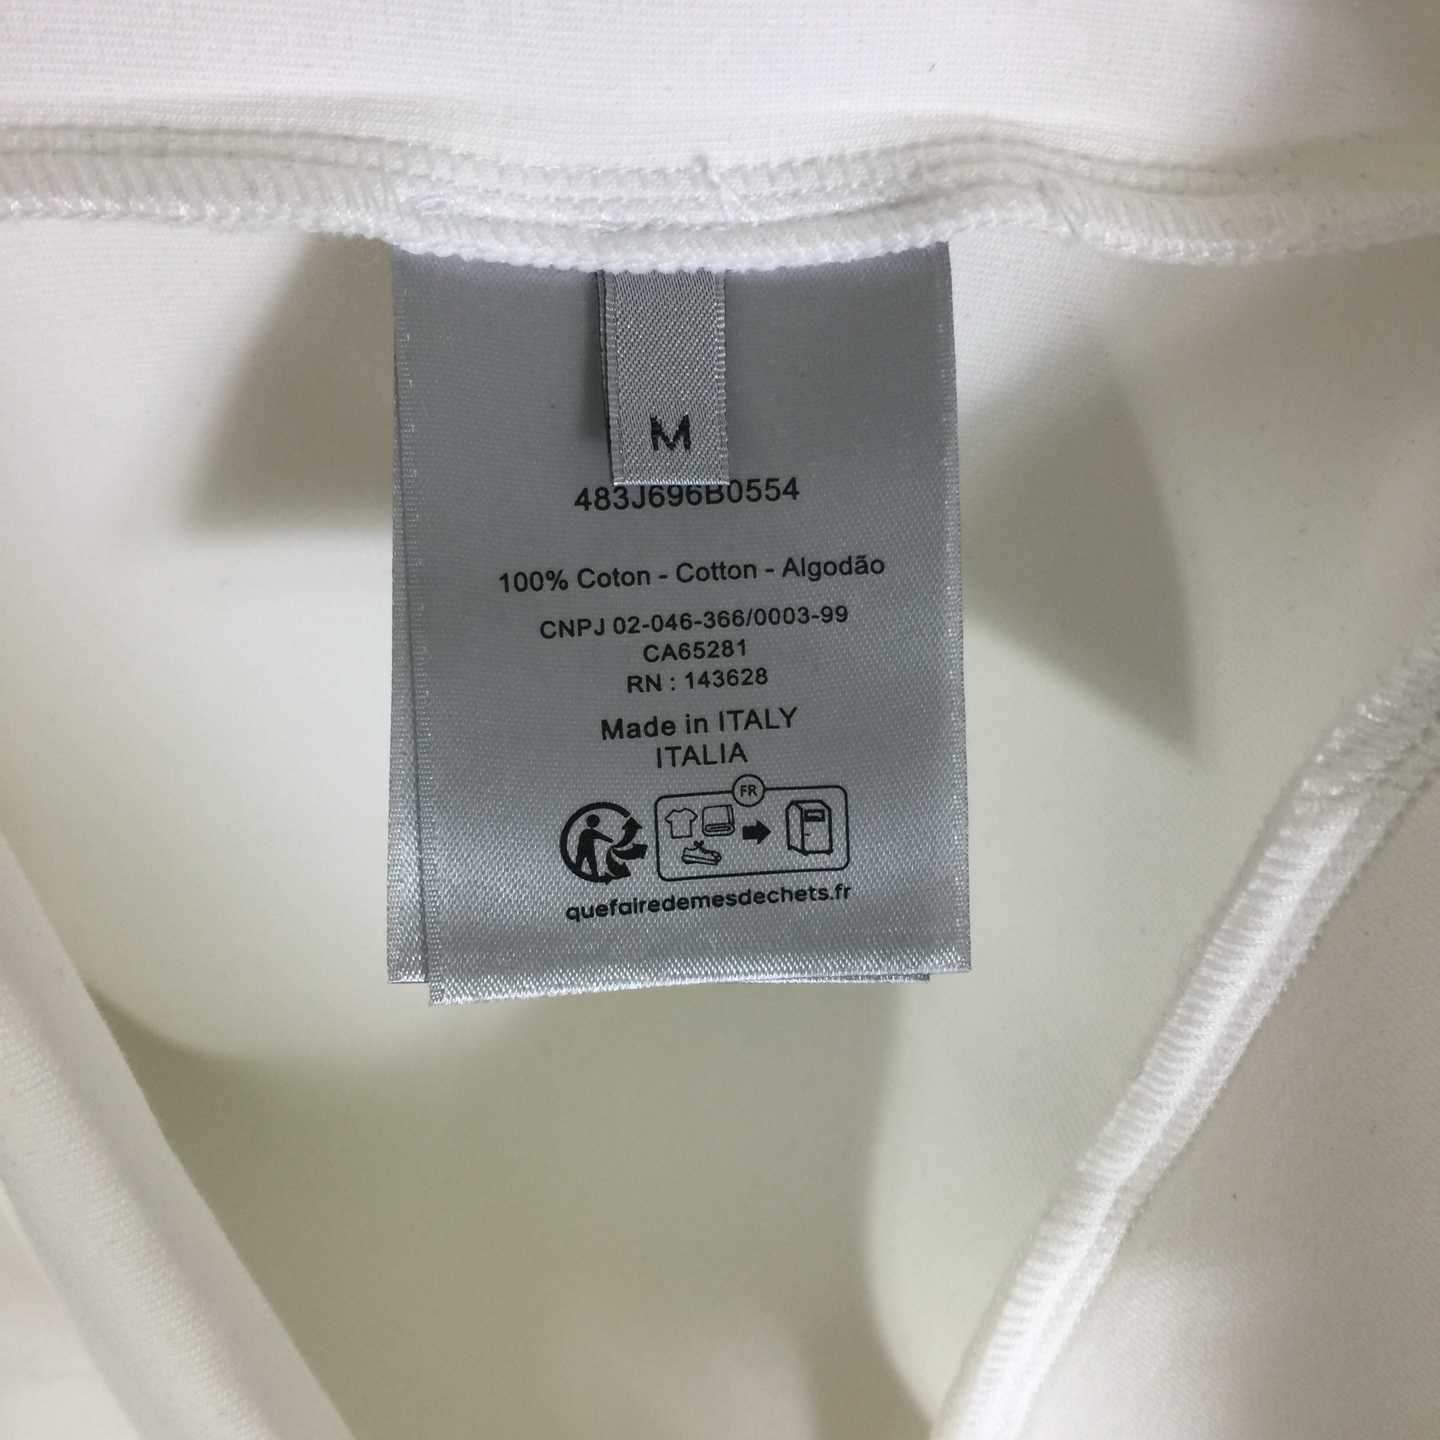 M
483J696B0554
100% Coton - Cotton - Algodão
CNPJ 02-046-366/0003-99
CA65281
RN : 143628
Made in ITALY
ITALIA
FR
quefairedemesdechets.fr